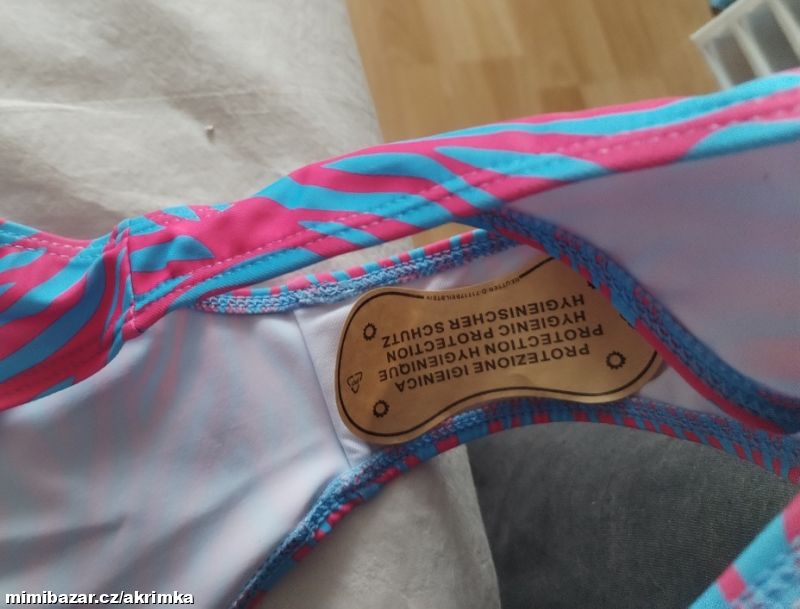 PROTEZIONE IGIENICA
PROTECTION HYGIENIQUE
HYGIENIC PROTECTION
HYGIENISCHER SCHUTZ
mimibazar.cz/akrimka